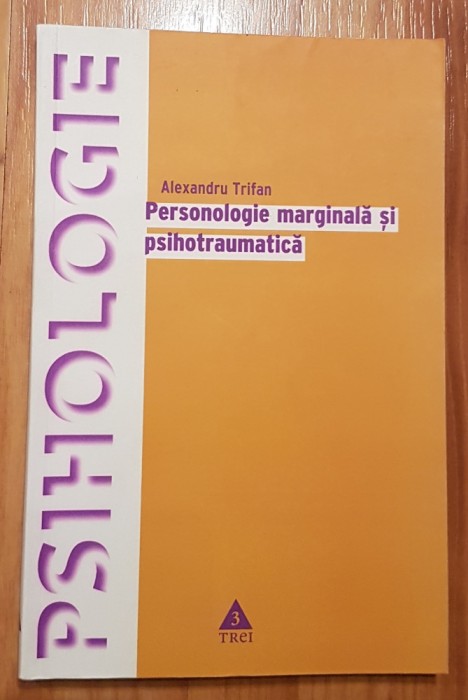 PSIHOLOGIE
Alexandru Trifan
Personologie marginală și
psihotraumatică
3
TREI